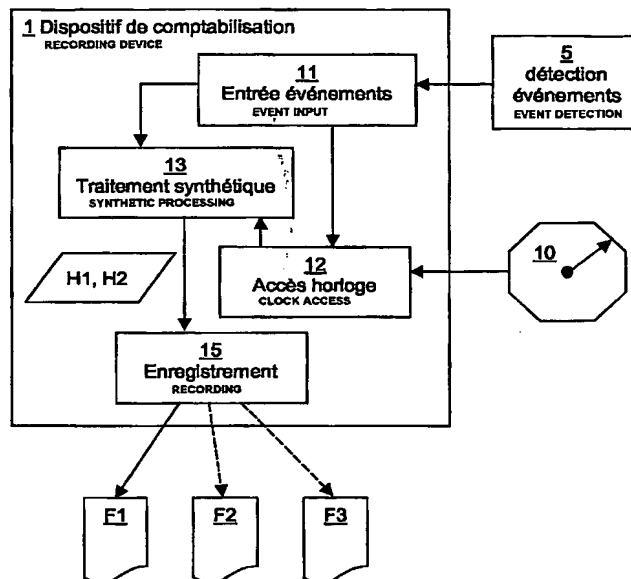 1 Dispositif de comptabilisation
RECORDING DEVICE
11
Entrée événements
EVENT INPUT
5
détection
événements
EVENT DETECTION
13
Traitement synthétique
SYNTHETIC PROCESSING
H1, H2
12
Accès horloge
CLOCK ACCESS
10
15
Enregistrement
RECORDING
F1
F2
F3